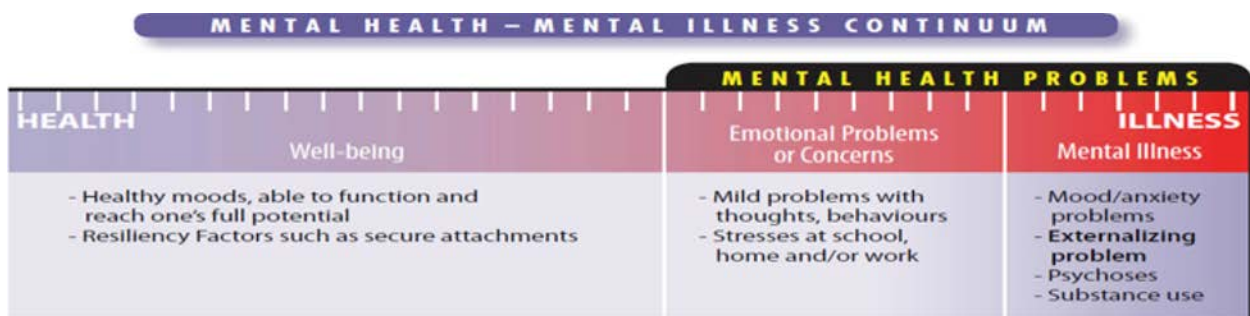 MENTAL HEALTH – MENTAL ILLNESS CONTINUUM
MENTAL HEALTH PROBLEMS
HEALTH
ILLNESS
Well-being
Emotional Problems
or Concerns
Mental Illness
- Healthy moods, able to function and
reach one's full potential
- Resiliency Factors such as secure attachments
- Mild problems with
thoughts, behaviours
- Stresses at school,
home and/or work
- Mood/anxiety
problems
- Externalizing
problem
- Psychoses
- Substance use